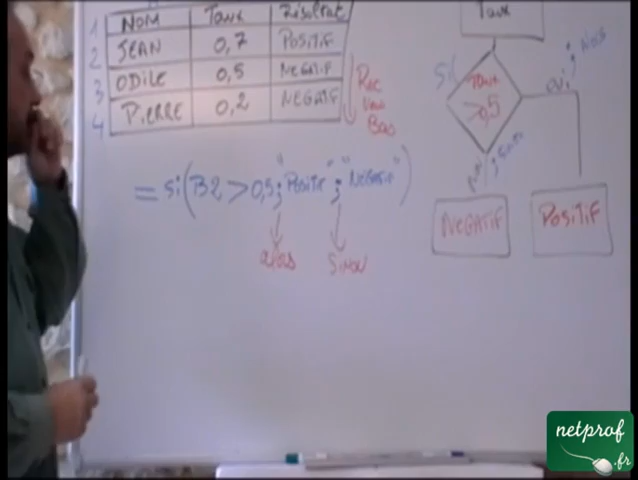 1 NOM Taux Résultat
2 JEAN 0,7 POSITIF
3 ODILE 0,5 NEGATIF
4 PIERRE 0,2 NEGATIF
Bas
= si(B2>0,5;"POSITIF";"NEGATIF")
alors
sinon
Taux
Si
Taux
>0,5
oui
; alors
; sinon
NEGATIF
POSITIF
netprof
.fr